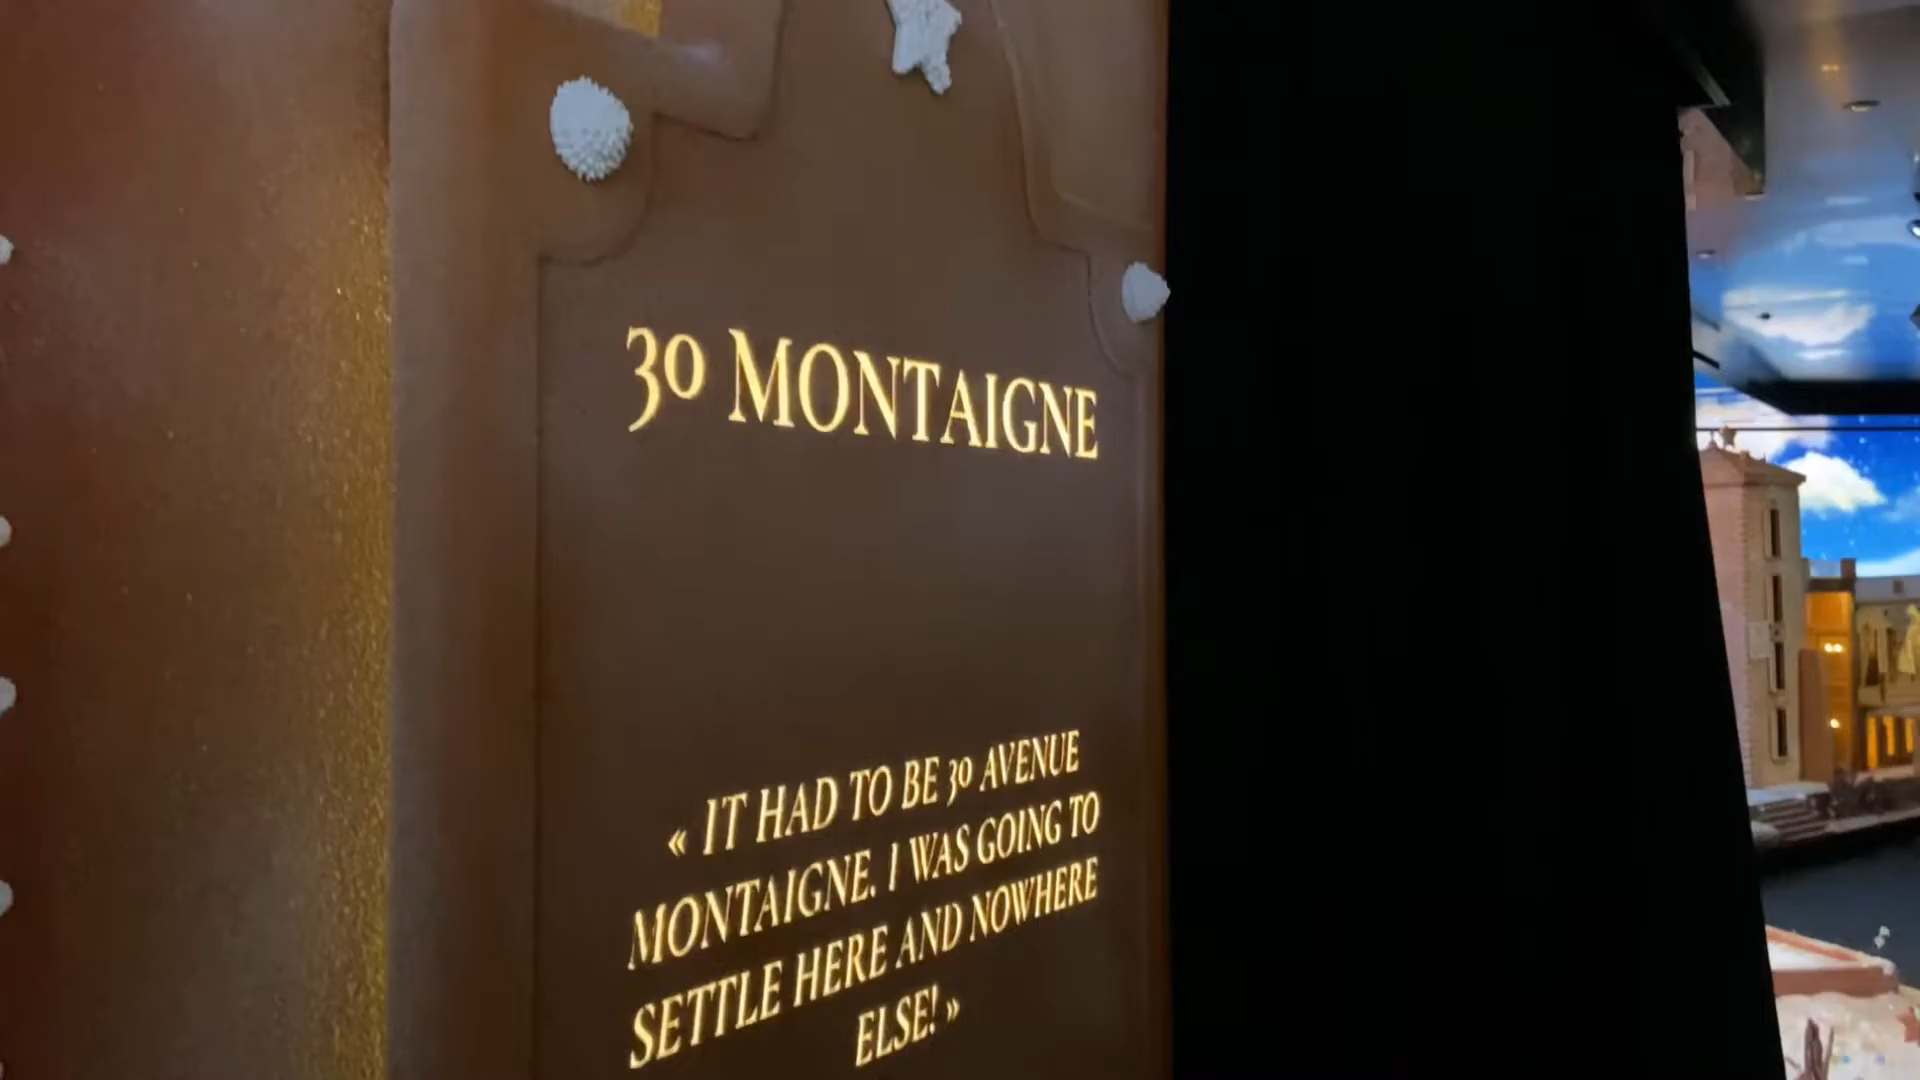 30 MONTAIGNE
« IT HAD TO BE 30 AVENUE
MONTAIGNE. I WAS GOING TO
SETTLE HERE AND NOWHERE
ELSE! »